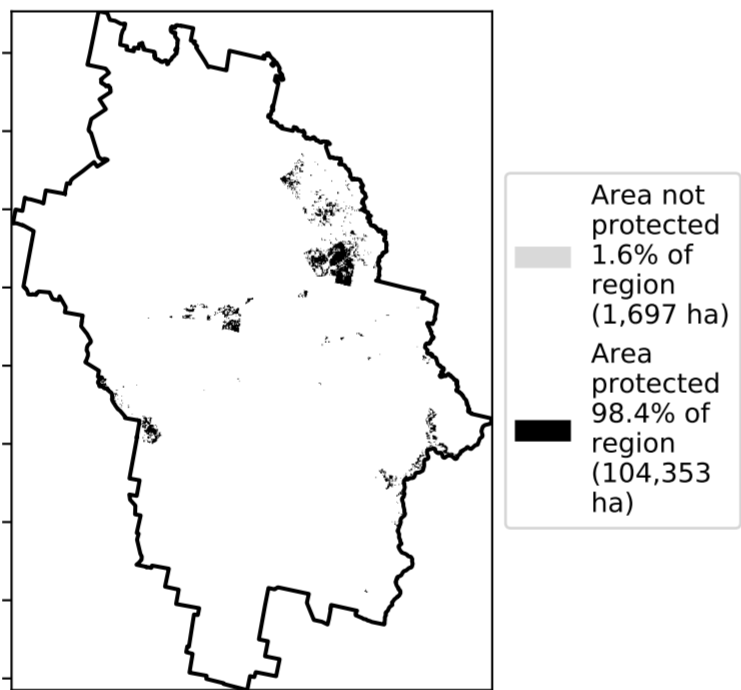 Area not
protected
1.6% of
region
(1,697 ha)
Area
protected
98.4% of
region
(104,353
ha)